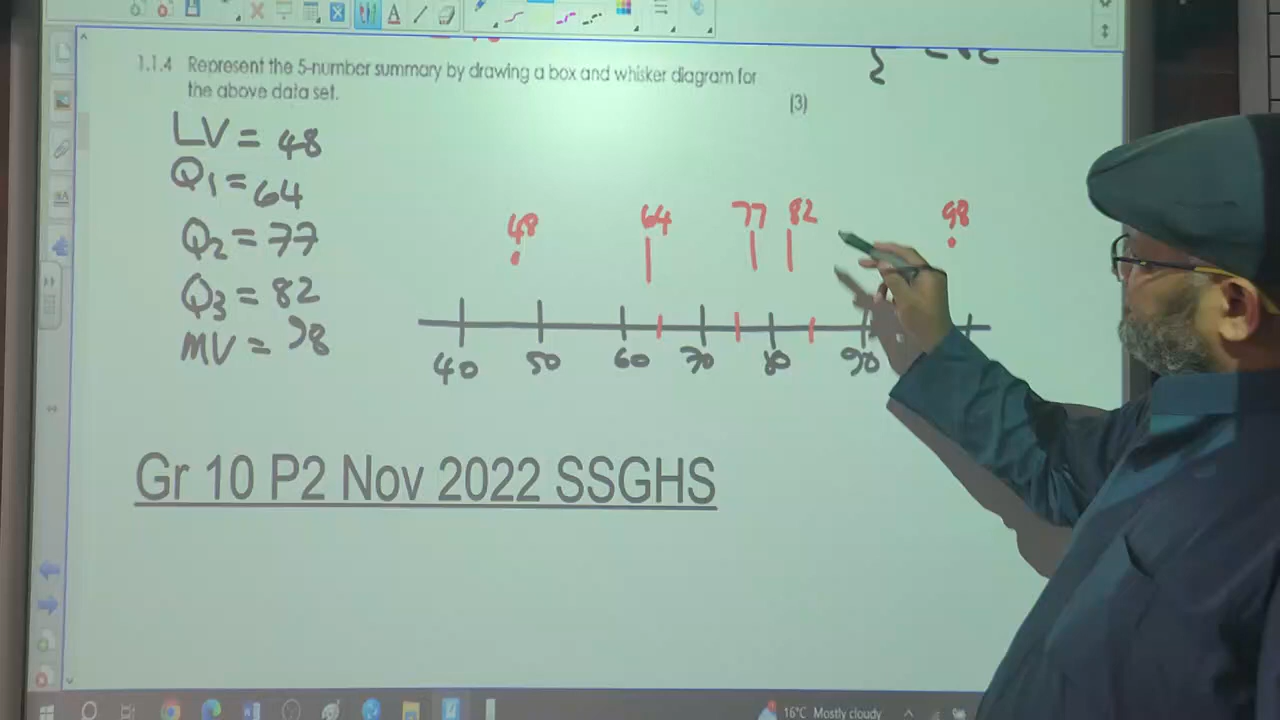 1.1.4 Represent the 5-number summary by drawing a box and whisker diagram for
the above data set.
(3)
LV = 48
Q1 = 64
Q2 = 77
Q3 = 82
MV = 98
48 64 77 82 98
40 50 60 70 80 90
Gr 10 P2 Nov 2022 SSGHS
16°C Mostly cloudy